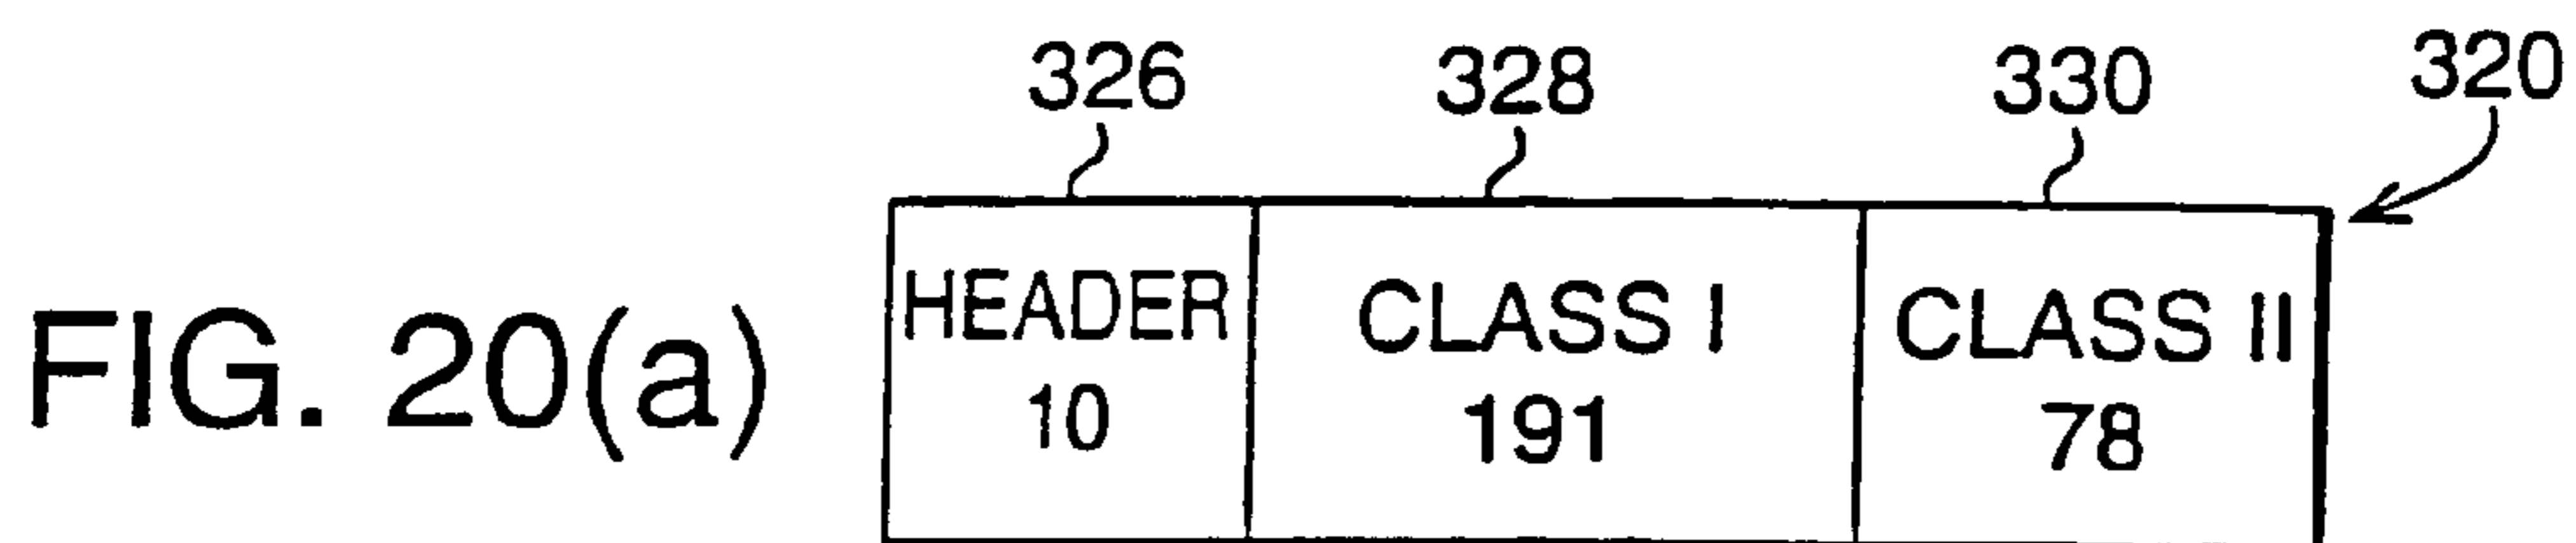 326 328 330 320
FIG. 20(a)
HEADER CLASS I CLASS II
10 191 78